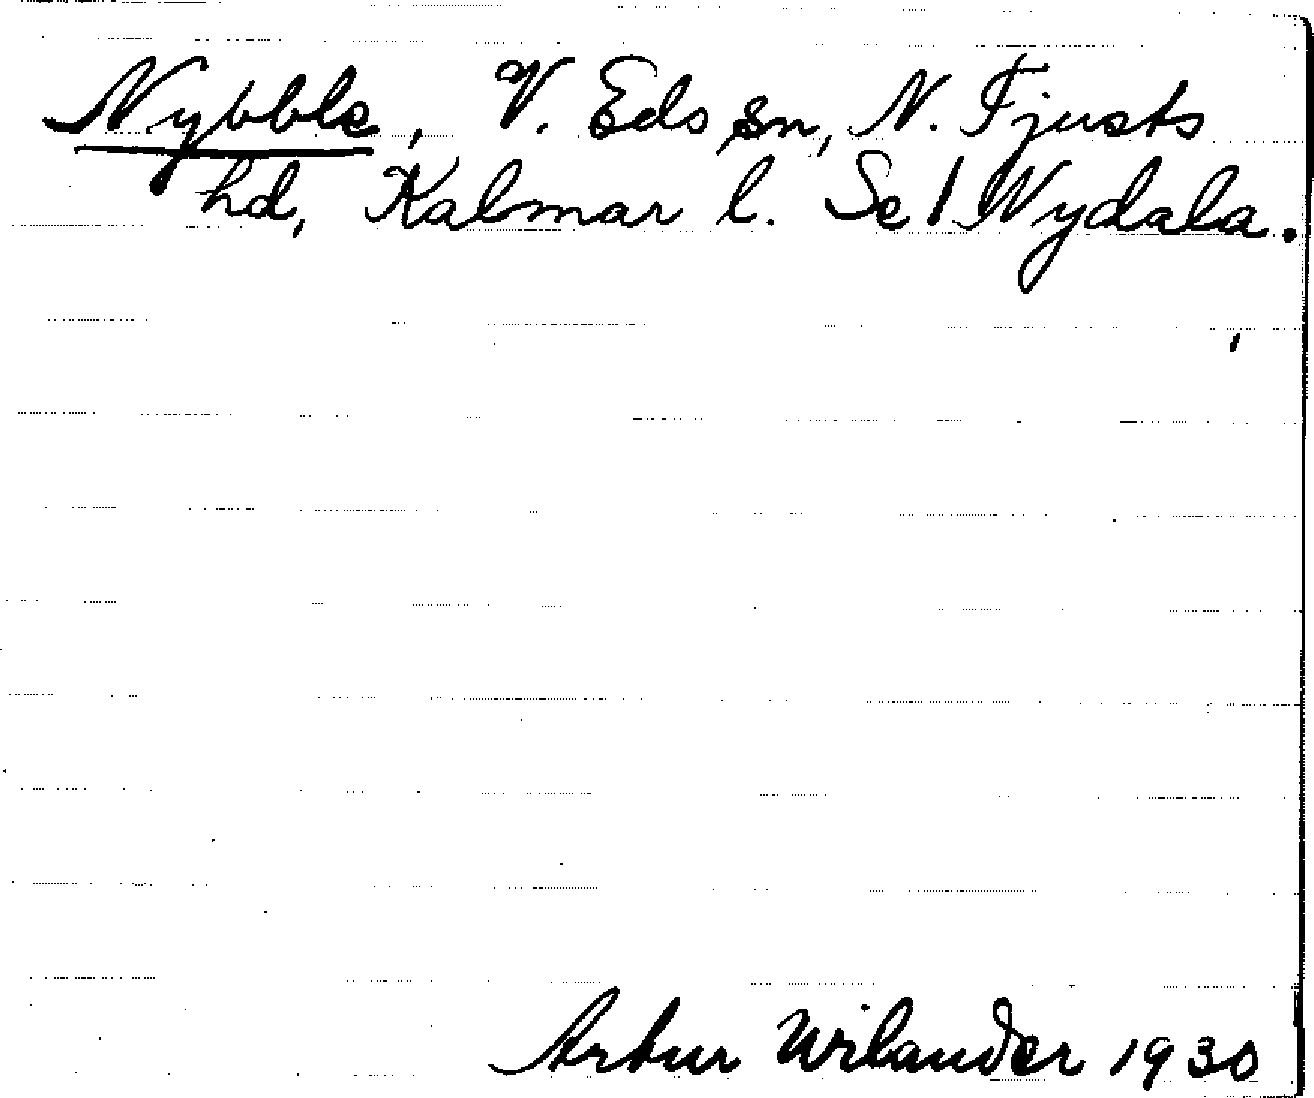 Nybble, V. Eds sn, N. Tjusts
hd, Kalmar l. Se! Nydala.
Artur Wilander 1930